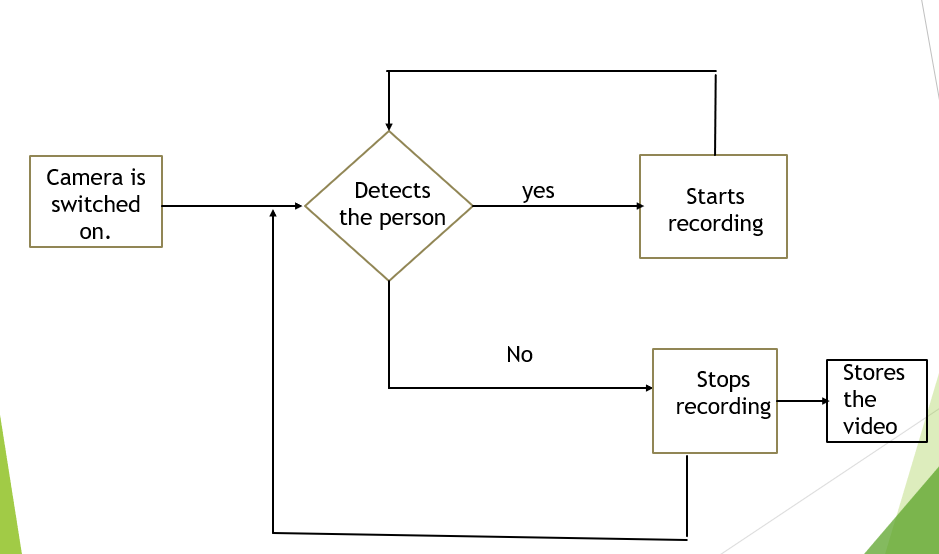 Camera is
switched
on.
Detects
the person
yes
Starts
recording
No
Stops
recording
Stores
the
video